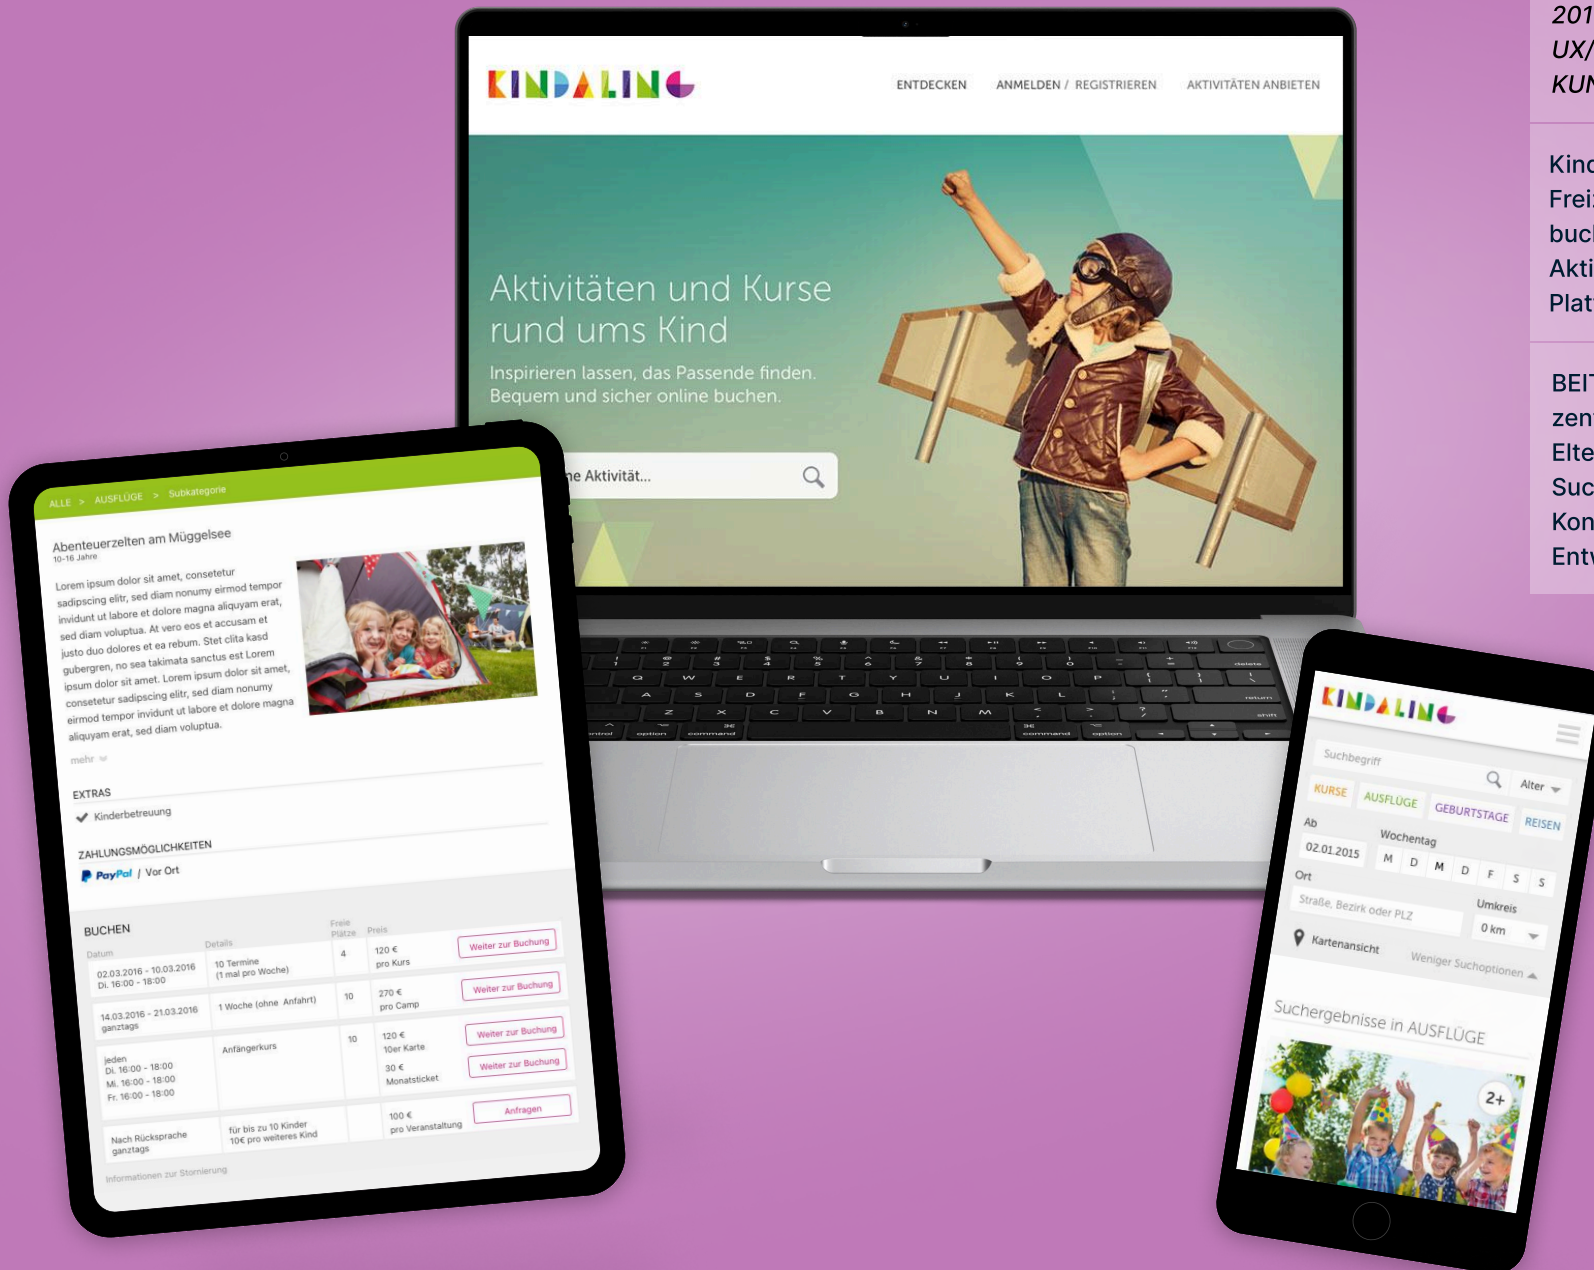 KINDALING
ENTDECKEN
ANMELDEN / REGISTRIEREN
AKTIVITÄTEN ANBIETEN
Aktivitäten und Kurse
rund ums Kind
Inspirieren lassen, das Passende finden.
Bequem und sicher online buchen.
Aktivität...
ALLE > AUSFLÜGE > Subkategorie
Abenteuerzelten am Müggelsee
10-16 Jahre
Lorem ipsum dolor sit amet, consetetur
sadipscing elitr, sed diam nonumy eirmod tempor
invidunt ut labore et dolore magna aliquyam erat,
sed diam voluptua. At vero eos et accusam et
justo duo dolores et ea rebum. Stet clita kasd
gubergren, no sea takimata sanctus est Lorem
ipsum dolor sit amet. Lorem ipsum dolor sit amet,
consetetur sadipscing elitr, sed diam nonumy
eirmod tempor invidunt ut labore et dolore magna
aliquyam erat, sed diam voluptua.
mehr
EXTRAS
Kinderbetreuung
ZAHLUNGSMÖGLICHKEITEN
PayPal / Vor Ort
BUCHEN
Datum Details Freie Plätze Preis
02.03.2016 - 10.03.2016 10 Termine 4 120 € Weiter zur Buchung
Di. 16:00 - 18:00 (1 mal pro Woche) pro Kurs
14.03.2016 - 21.03.2016 1 Woche (ohne Anfahrt) 10 270 € Weiter zur Buchung
ganztags pro Camp
jeden Anfängerkurs 10 120 € Weiter zur Buchung
Di. 16:00 - 18:00 10er Karte
Mi. 16:00 - 18:00 30 € Weiter zur Buchung
Fr. 16:00 - 18:00 Monatsticket
Nach Rücksprache für bis zu 10 Kinder 100 € Anfragen
ganztags 10€ pro weiteres Kind pro Veranstaltung
Informationen zur Stornierung
delete
Q W E R T Y U I O P
return
A S D F G H J K L
shift
Z X C V B N M
option command
command option
KINDALING
Suchbegriff
Alter
KURSE AUSFLÜGE GEBURTSTAGE REISEN
Ab Wochentag
02.01.2015 M D M D F S S
Ort Umkreis
Straße, Bezirk oder PLZ 0 km
Kartenansicht Weniger Suchoptionen
Suchergebnisse in AUSFLÜGE
2+
201
UX/
KUN
Kind
Frei
buc
Akti
Plat
BEIT
zen
Elte
Suc
Kon
Ent